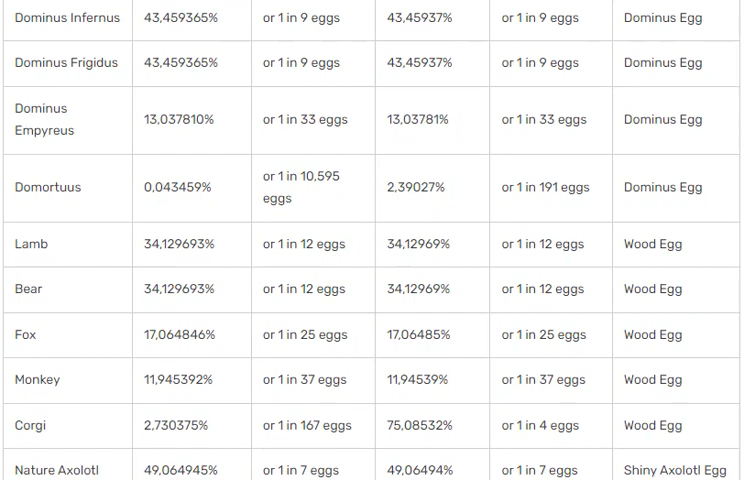 Dominus Infernus 43,459365% or 1 in 9 eggs 43,45937% or 1 in 9 eggs Dominus Egg
Dominus Frigidus 43,459365% or 1 in 9 eggs 43,45937% or 1 in 9 eggs Dominus Egg
Dominus
Empyreus 13,037810% or 1 in 33 eggs 13,03781% or 1 in 33 eggs Dominus Egg
Domortuus 0,043459% or 1 in 10,595
eggs 2,39027% or 1 in 191 eggs Dominus Egg
Lamb 34,129693% or 1 in 12 eggs 34,12969% or 1 in 12 eggs Wood Egg
Bear 34,129693% or 1 in 12 eggs 34,12969% or 1 in 12 eggs Wood Egg
Fox 17,064846% or 1 in 25 eggs 17,06485% or 1 in 25 eggs Wood Egg
Monkey 11,945392% or 1 in 37 eggs 11,94539% or 1 in 37 eggs Wood Egg
Corgi 2,730375% or 1 in 167 eggs 75,08532% or 1 in 4 eggs Wood Egg
Nature Axolotl 49,064945% or 1 in 7 eggs 49,06494% or 1 in 7 eggs Shiny Axolotl Egg